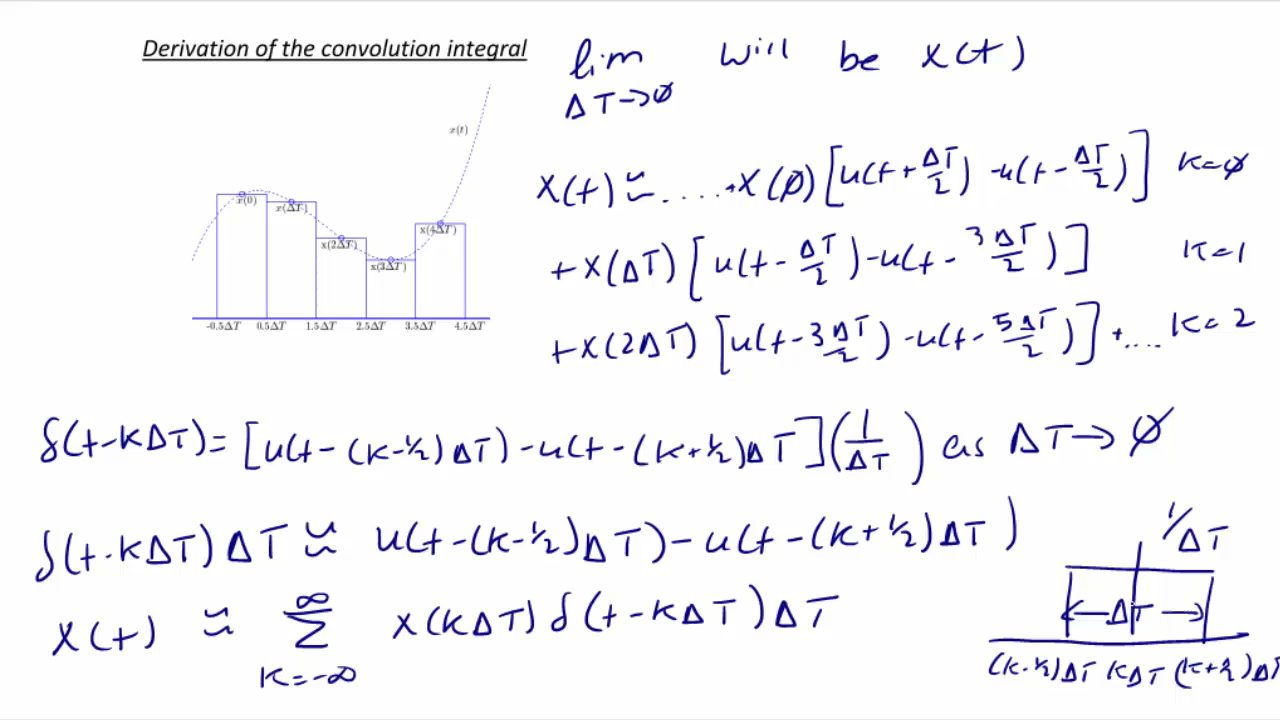 Derivation of the convolution integral
lim will be x(t)
ΔT→0
x(t)
x(0)
x(ΔT)
x(2ΔT)
x(3ΔT)
x(4ΔT)
-0.5ΔT 0.5ΔT 1.5ΔT 2.5ΔT 3.5ΔT 4.5ΔT
x(t) ≈ .... + x(0)[u(t + ΔT/2) - u(t - ΔT/2)] k=0
+ x(ΔT)[u(t - ΔT/2) - u(t - 3ΔT/2)] k=1
+ x(2ΔT)[u(t - 3ΔT/2) - u(t - 5ΔT/2)] + .... k=2
δ(t-kΔT) = [u(t - (k-1/2)ΔT) - u(t - (k+1/2)ΔT](1/ΔT) as ΔT→0
δ(t-kΔT)ΔT ≈ u(t-(k-1/2)ΔT) - u(t-(k+1/2)ΔT)
x(t) ≈ ∞ Σ k=-∞ x(kΔT) δ(t-kΔT)ΔT
1/ΔT
ΔT
(k-1/2)ΔT kΔT (k+1/2)ΔT